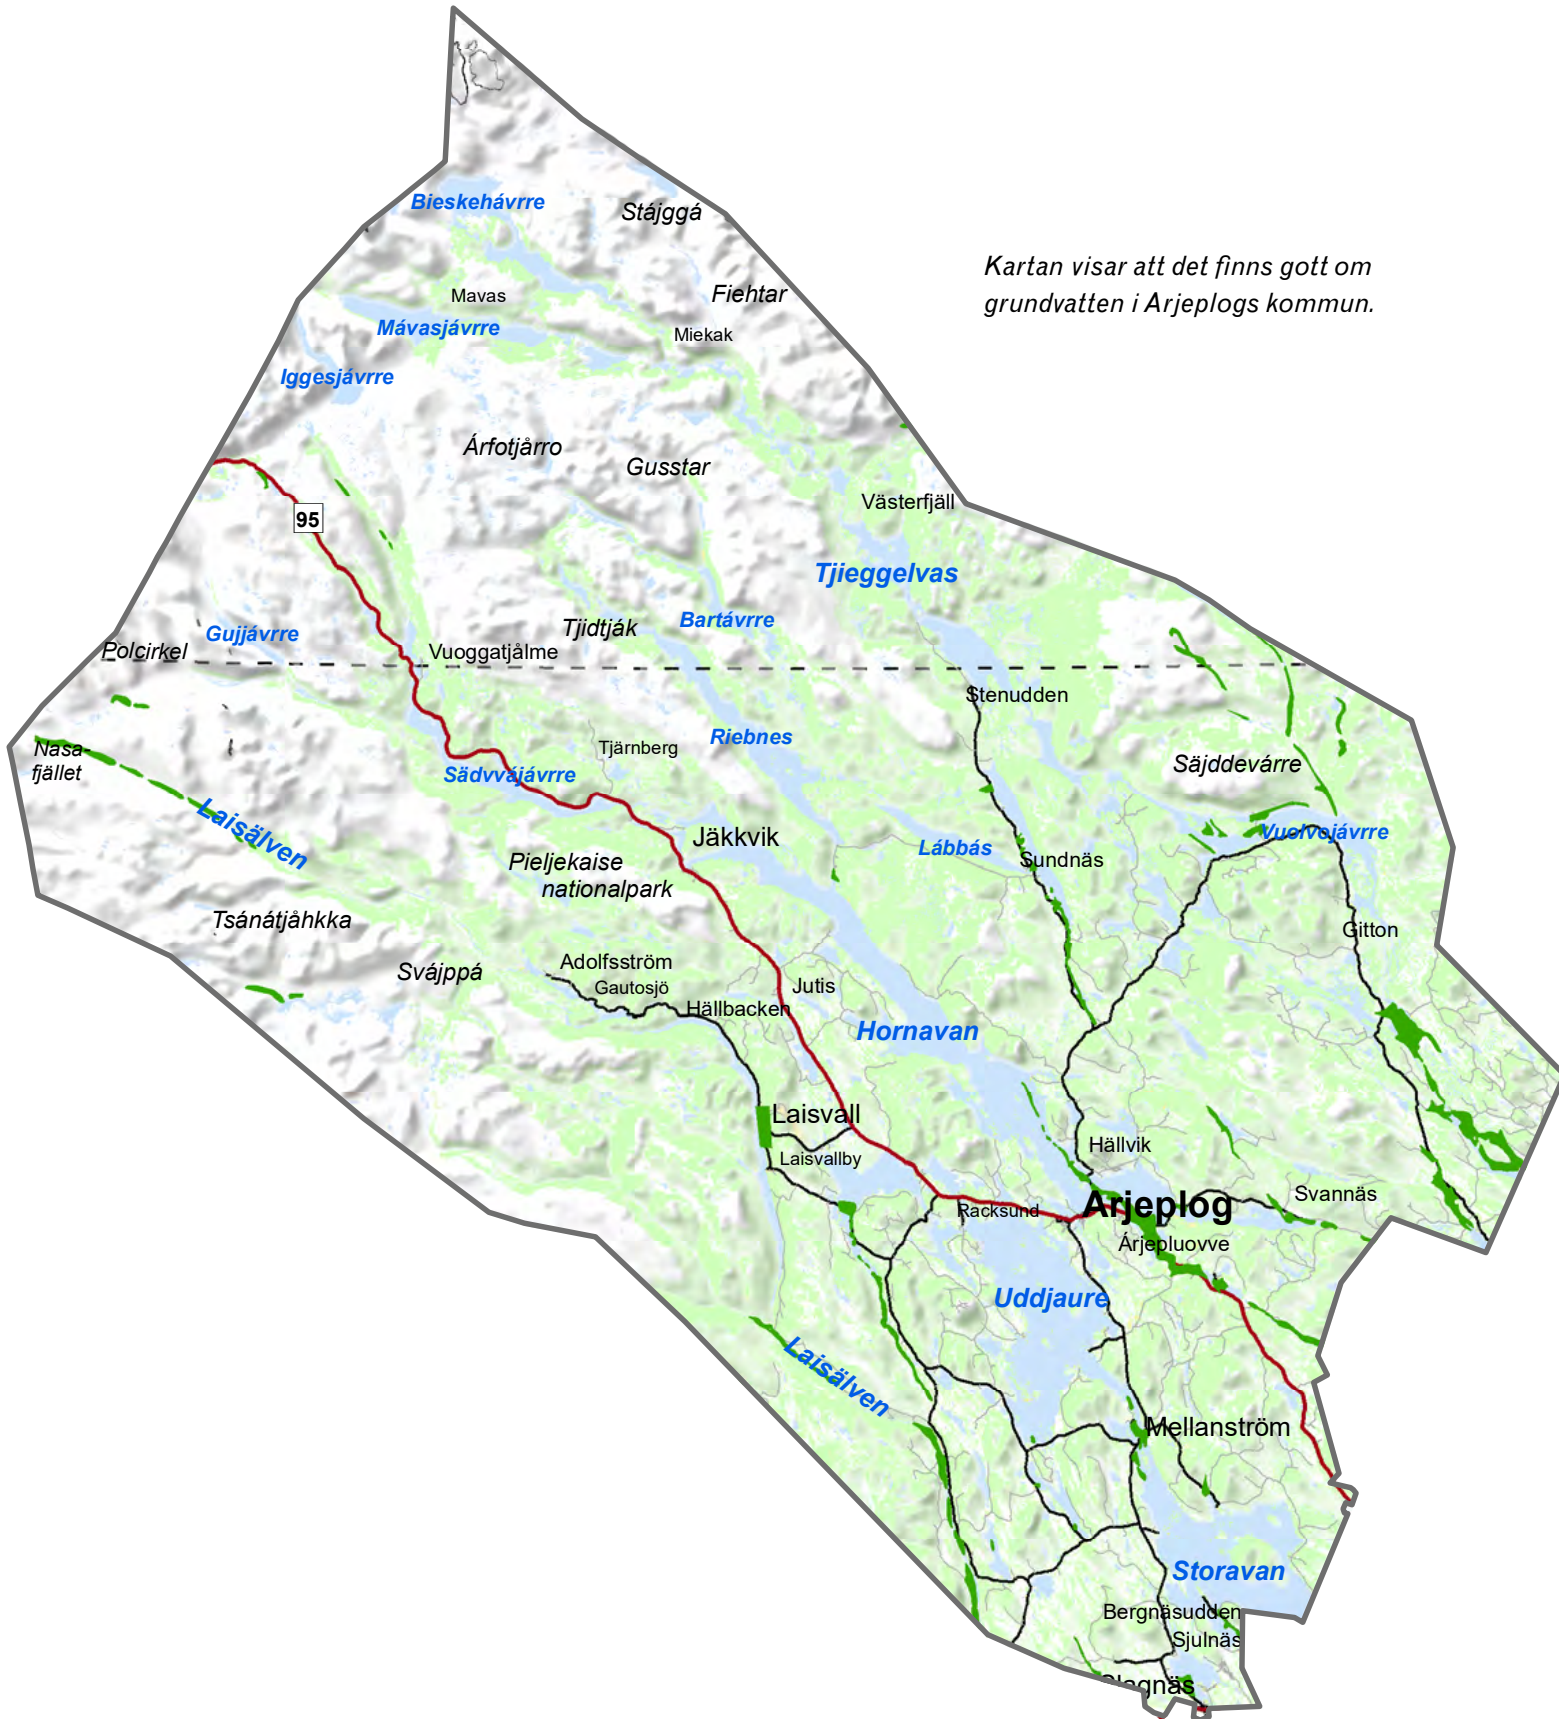 Bieskehávrre
Stájggá
Kartan visar att det finns gott om
grundvatten i Arjeplogs kommun.
Fiehtar
Mavas
Mávasjávrre
Miekak
Iggesjávrre
Árfotjårro
Gusstar
Västerfjäll
95
Tjieggelvas
Bartávrre
Tjidtják
Gujjávrre
Polcirkel
Vuoggatjålme
Stenudden
Riebnes
Tjärnberg
Nasa-
fjället
Sädvvájávrre
Säjddevárre
Laisälven
Jäkkvik
Lábbás
Vuolvojávrre
Sundnäs
Pieljekaise
nationalpark
Tsánátjåhkka
Gitton
Svájppá
Adolfsström
Gautosjö
Jutis
Hällbacken
Hornavan
Laisvall
Laisvallby
Hällvik
Svannäs
Racksund
Arjeplog
Árjepluovve
Uddjaure
Laisälven
Mellanström
Storavan
Bergnäsudden
Sjulnäs
Slagnäs